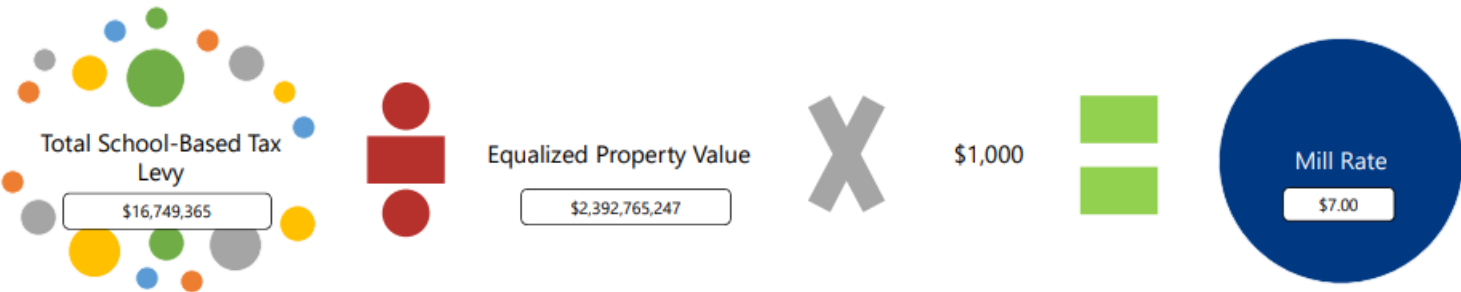 Total School-Based Tax
Levy
$16,749,365
Equalized Property Value
$2,392,765,247
$1,000
Mill Rate
$7.00